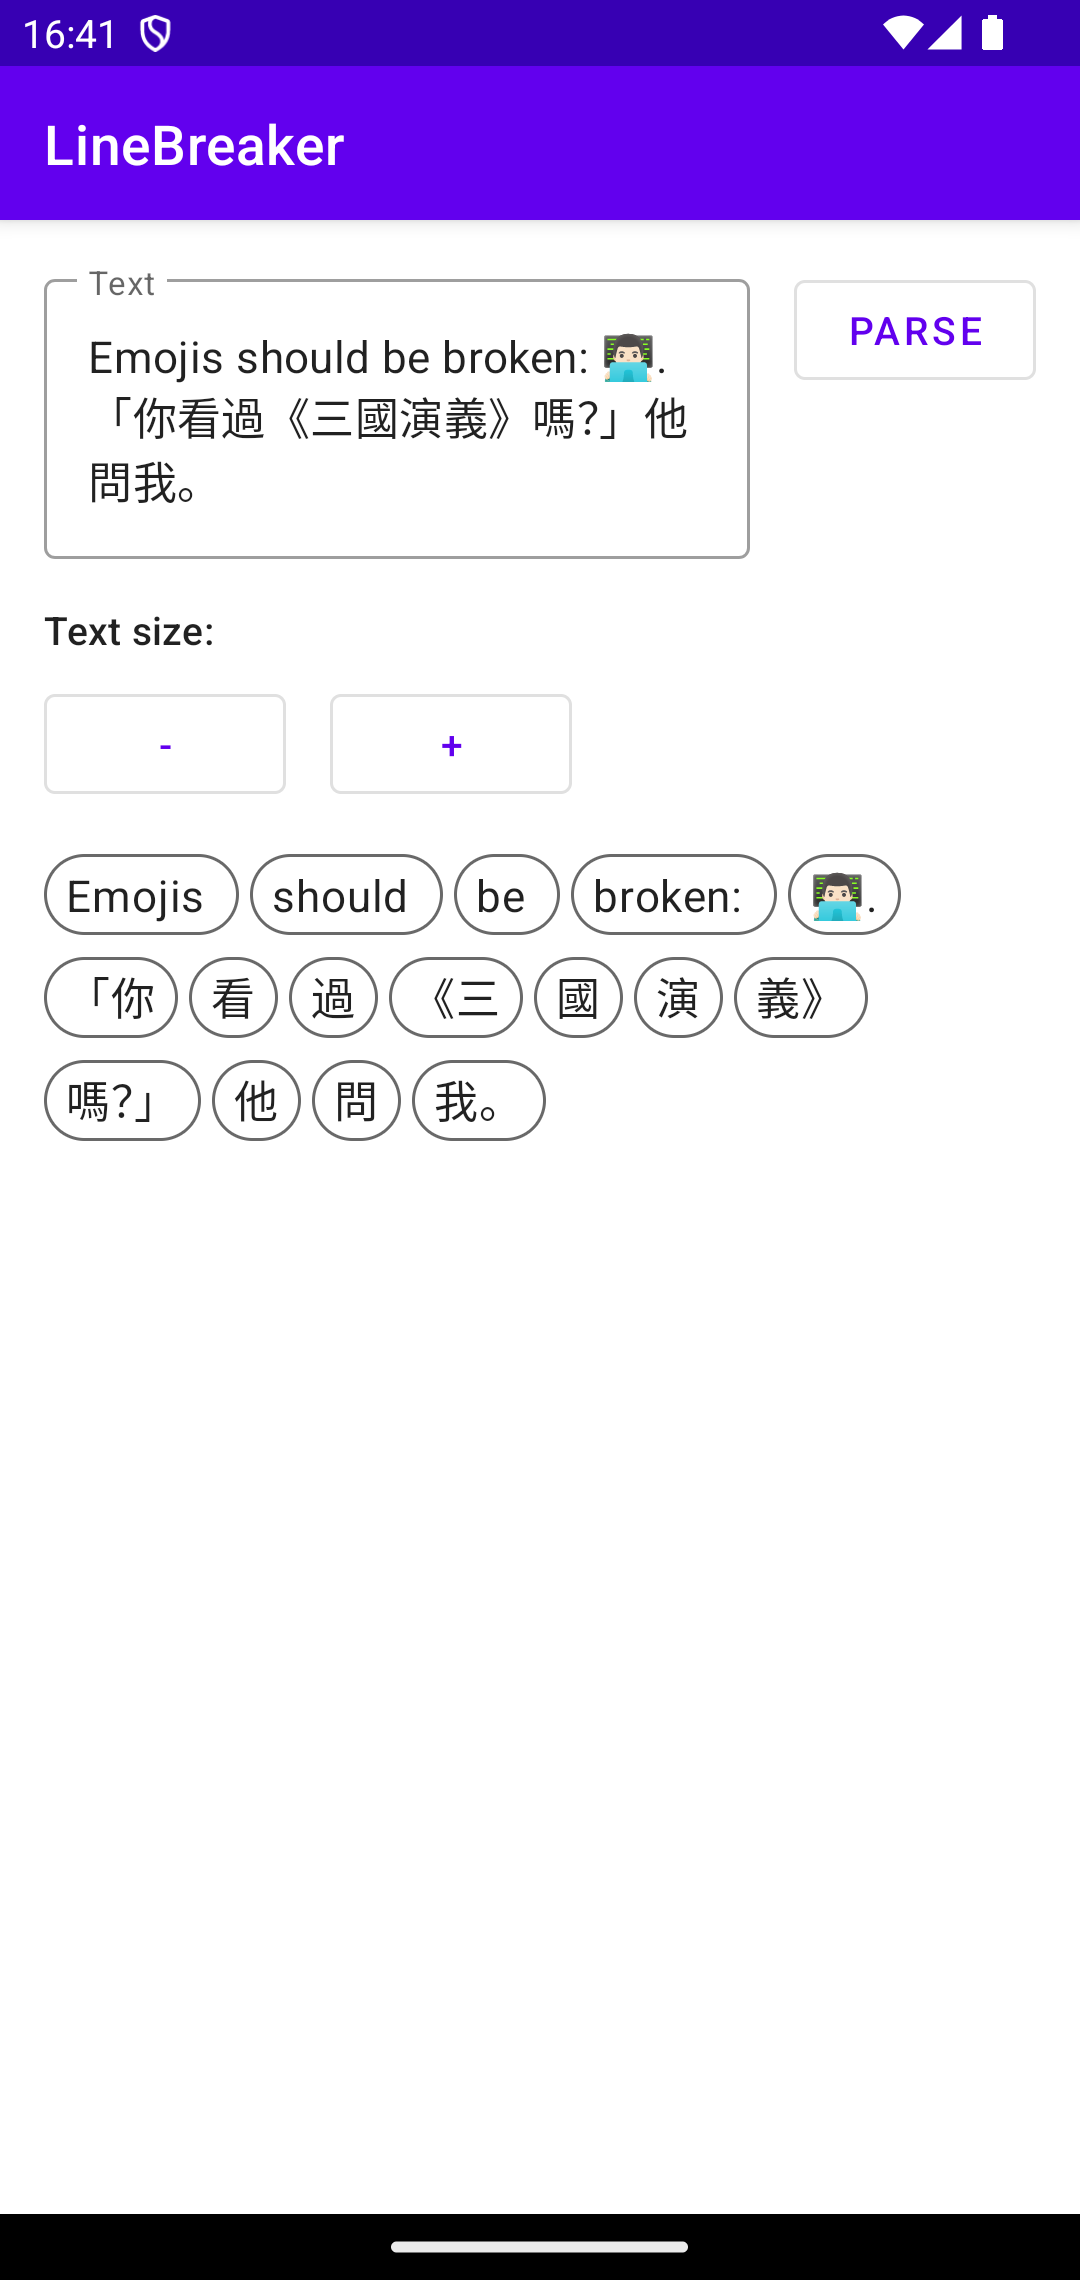 16:41
LineBreaker
Text
Emojis should be broken: 👨🏻‍💻.
「你看過《三國演義》嗎？」他
問我。
PARSE
Text size:
- +
Emojis should be broken: 👨🏻‍💻.
「你 看 過 《三 國 演 義》
嗎？」 他 問 我。